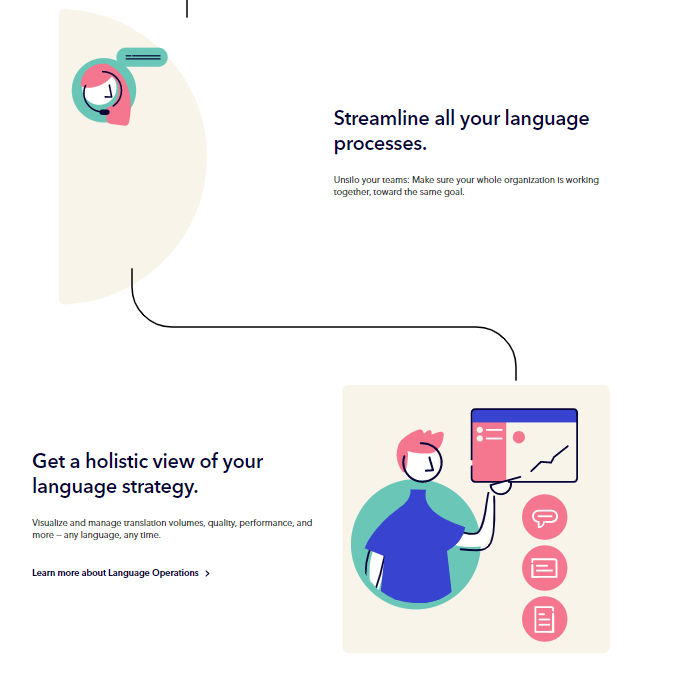 Streamline all your language
processes.
Unsilo your teams: Make sure your whole organization is working
together, toward the same goal.
Get a holistic view of your
language strategy.
Visualize and manage translation volumes, quality, performance, and
more – any language, any time.
Learn more about Language Operations